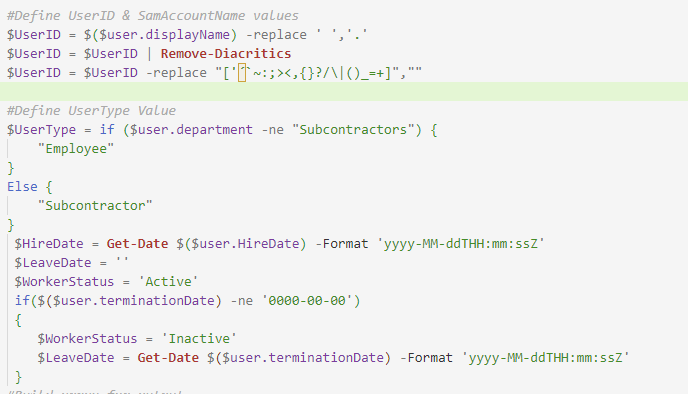 #Define UserID & SamAccountName values
$UserID = $($user.displayName) -replace ' ','.'
$UserID = $UserID | Remove-Diacritics
$UserID = $UserID -replace "['´`~:;><,{}?/\|()_=+]",""
#Define UserType Value
$UserType = if ($user.department -ne "Subcontractors") {
"Employee"
}
Else {
"Subcontractor"
}
$HireDate = Get-Date $($user.HireDate) -Format 'yyyy-MM-ddTHH:mm:ssZ'
$LeaveDate = ''
$WorkerStatus = 'Active'
if($($user.terminationDate) -ne '0000-00-00')
{
$WorkerStatus = 'Inactive'
$LeaveDate = Get-Date $($user.terminationDate) -Format 'yyyy-MM-ddTHH:mm:ssZ'
}